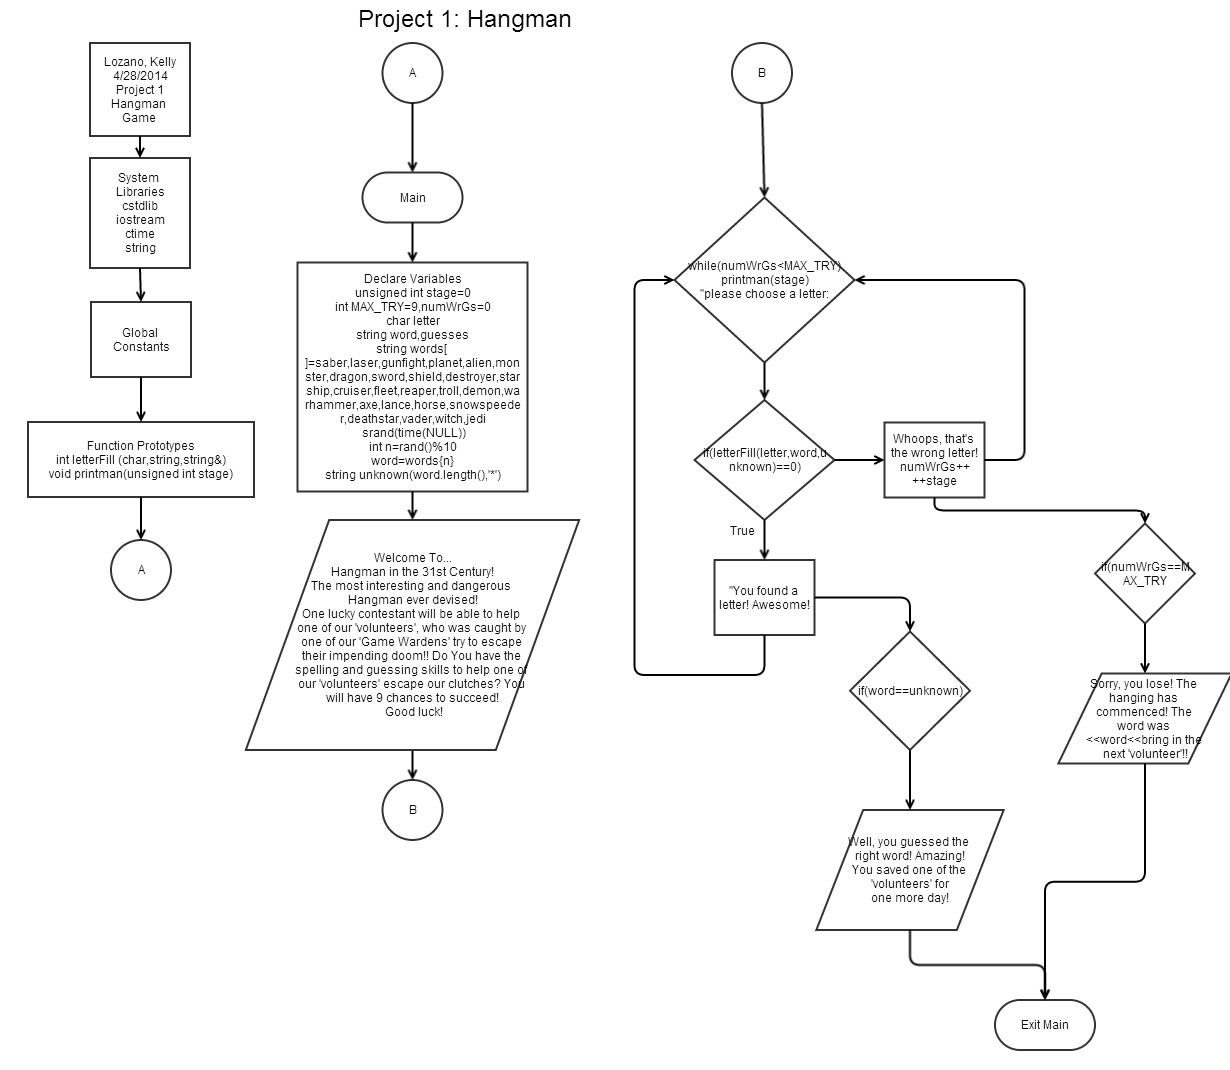 Project 1: Hangman
Lozano, Kelly
4/28/2014
Project 1
Hangman
Game
System
Libraries
cstdlib
iostream
ctime
string
Global
Constants
Function Prototypes
int letterFill (char,string,string&)
void printman(unsigned int stage)
A
A
Main
Declare Variables
unsigned int stage=0
int MAX_TRY=9,numWrGs=0
char letter
string word,guesses
string words[
]=saber,laser,gunfight,planet,alien,mon
ster,dragon,sword,shield,destroyer,star
ship,cruiser,fleet,reaper,troll,demon,wa
rhammer,axe,lance,horse,snowspeede
r,deathstar,vader,witch,jedi
srand(time(NULL))
int n=rand()%10
word=words{n}
string unknown(word.length(),'*')
Welcome To...
Hangman in the 31st Century!
The most interesting and dangerous
Hangman ever devised!
One lucky contestant will be able to help
one of our 'volunteers', who was caught by
one of our 'Game Wardens' try to escape
their impending doom!! Do You have the
spelling and guessing skills to help one of
our 'volunteers' escape our clutches? You
will have 9 chances to succeed!
Good luck!
B
B
while(numWrGs<MAX_TRY)
printman(stage)
"please choose a letter:
if(letterFill(letter,word,u
nknown)==0)
Whoops, that's
the wrong letter!
numWrGs++
++stage
True
"You found a
letter! Awesome!
if(numWrGs==M
AX_TRY
if(word==unknown)
Sorry, you lose! The
hanging has
commenced! The
word was
<<word<<bring in the
next 'volunteer'!!
Well, you guessed the
right word! Amazing!
You saved one of the
'volunteers' for
one more day!
Exit Main